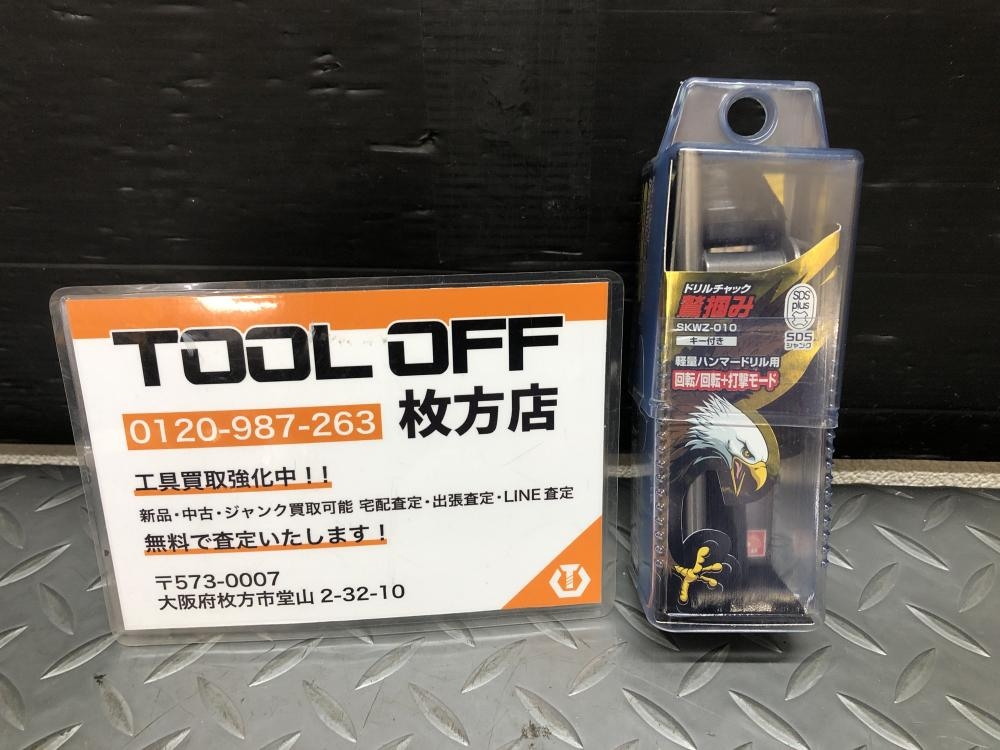 TOOL OFF
0120-987-263 枚方店
工具買取強化中！！
新品・中古・ジャンク買取可能 宅配査定・出張査定・LINE査定
無料で査定いたします！
〒573-0007
大阪府枚方市堂山 2-32-10
ドリルチャック
鷲掴み
SKWZ-010
キー付き
SDS
plus
SDS
シャンク
軽量ハンマードリル用
回転/回転+打撃モード